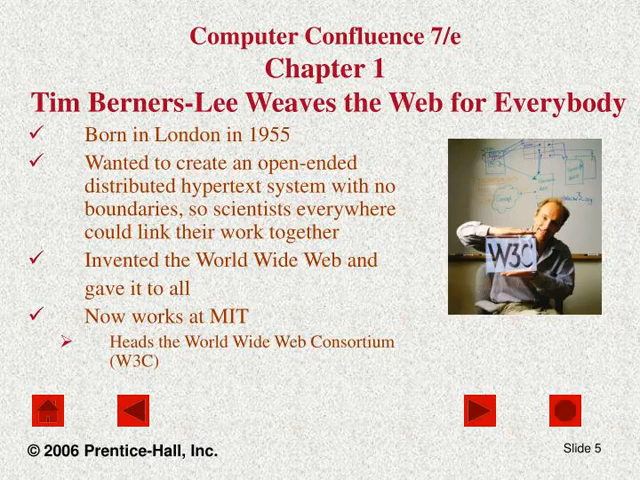 Computer Confluence 7/e
Chapter 1
Tim Berners-Lee Weaves the Web for Everybody
Born in London in 1955
Wanted to create an open-ended
distributed hypertext system with no
boundaries, so scientists everywhere
could link their work together
Invented the World Wide Web and
gave it to all
Now works at MIT
Heads the World Wide Web Consortium
(W3C)
W3C
© 2006 Prentice-Hall, Inc.
Slide 5